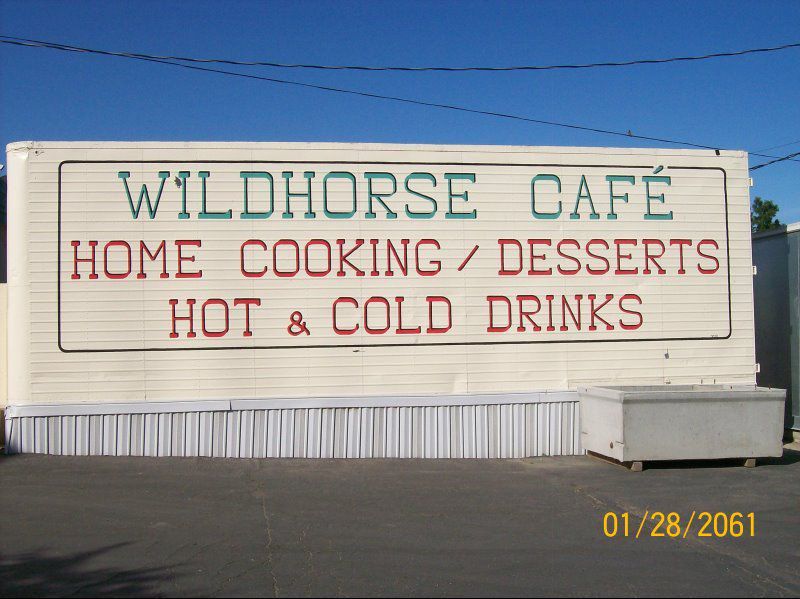 WILDHORSE CAFÉ
HOME COOKING / DESSERTS
HOT & COLD DRINKS
01/28/2061